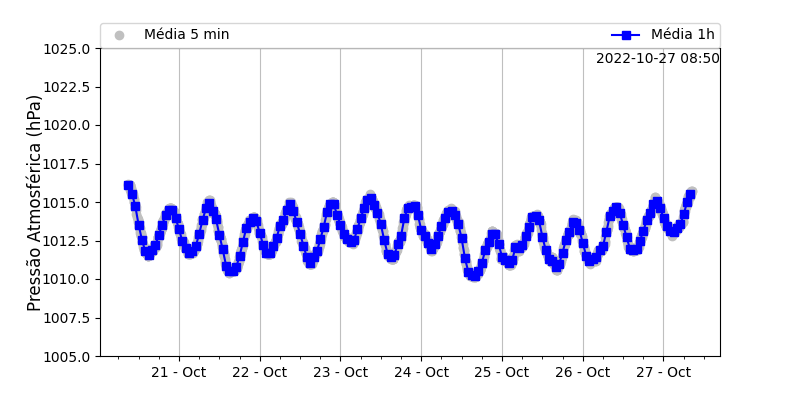 Média 5 min
Média 1h
2022-10-27 08:50
Pressão Atmosférica (hPa)
1025.0
1022.5
1020.0
1017.5
1015.0
1012.5
1010.0
1007.5
1005.0
21 - Oct
22 - Oct
23 - Oct
24 - Oct
25 - Oct
26 - Oct
27 - Oct